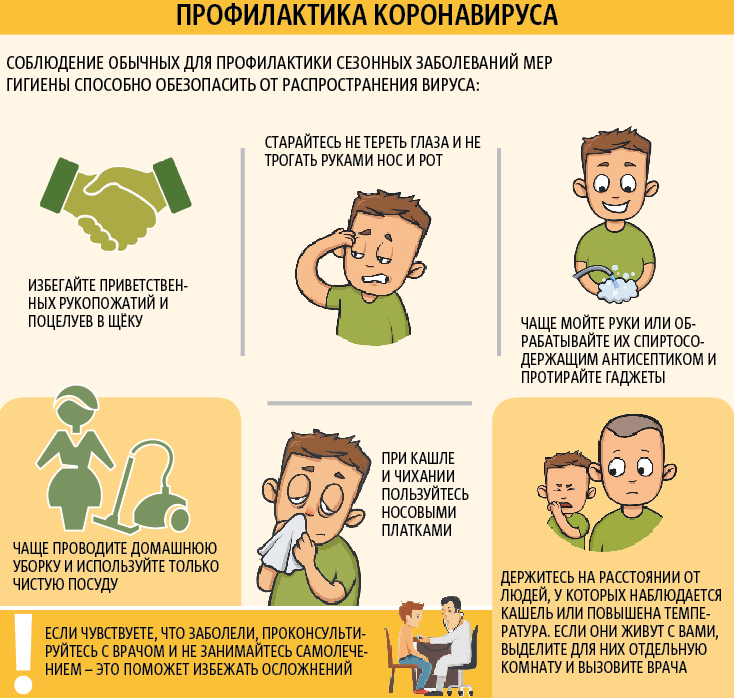 ПРОФИЛАКТИКА КОРОНАВИРУСА
СОБЛЮДЕНИЕ ОБЫЧНЫХ ДЛЯ ПРОФИЛАКТИКИ СЕЗОННЫХ ЗАБОЛЕВАНИЙ МЕР
ГИГИЕНЫ СПОСОБНО ОБЕЗОПАСИТЬ ОТ РАСПРОСТРАНЕНИЯ ВИРУСА:
ИЗБЕГАЙТЕ ПРИВЕТСТВЕН-
НЫХ РУКОПОЖАТИЙ И
ПОЦЕЛУЕВ В ЩЁКУ
СТАРАЙТЕСЬ НЕ ТЕРЕТЬ ГЛАЗА И НЕ
ТРОГАТЬ РУКАМИ НОС И РОТ
ЧАЩЕ МОЙТЕ РУКИ ИЛИ ОБ-
РАБАТЫВАЙТЕ ИХ СПИРТОСО-
ДЕРЖАЩИМ АНТИСЕПТИКОМ И
ПРОТИРАЙТЕ ГАДЖЕТЫ
ЧАЩЕ ПРОВОДИТЕ ДОМАШНЮЮ
УБОРКУ И ИСПОЛЬЗУЙТЕ ТОЛЬКО
ЧИСТУЮ ПОСУДУ
ПРИ КАШЛЕ
И ЧИХАНИИ
ПОЛЬЗУЙТЕСЬ
НОСОВЫМИ
ПЛАТКАМИ
ДЕРЖИТЕСЬ НА РАССТОЯНИИ ОТ
ЛЮДЕЙ, У КОТОРЫХ НАБЛЮДАЕТСЯ
КАШЕЛЬ ИЛИ ПОВЫШЕНА ТЕМПЕ-
РАТУРА. ЕСЛИ ОНИ ЖИВУТ С ВАМИ,
ВЫДЕЛИТЕ ДЛЯ НИХ ОТДЕЛЬНУЮ
КОМНАТУ И ВЫЗОВИТЕ ВРАЧА
! ЕСЛИ ЧУВСТВУЕТЕ, ЧТО ЗАБОЛЕЛИ, ПРОКОНСУЛЬТИ-
РУЙТЕСЬ С ВРАЧОМ И НЕ ЗАНИМАЙТЕСЬ САМОЛЕЧЕ-
НИЕМ – ЭТО ПОМОЖЕТ ИЗБЕЖАТЬ ОСЛОЖНЕНИЙ